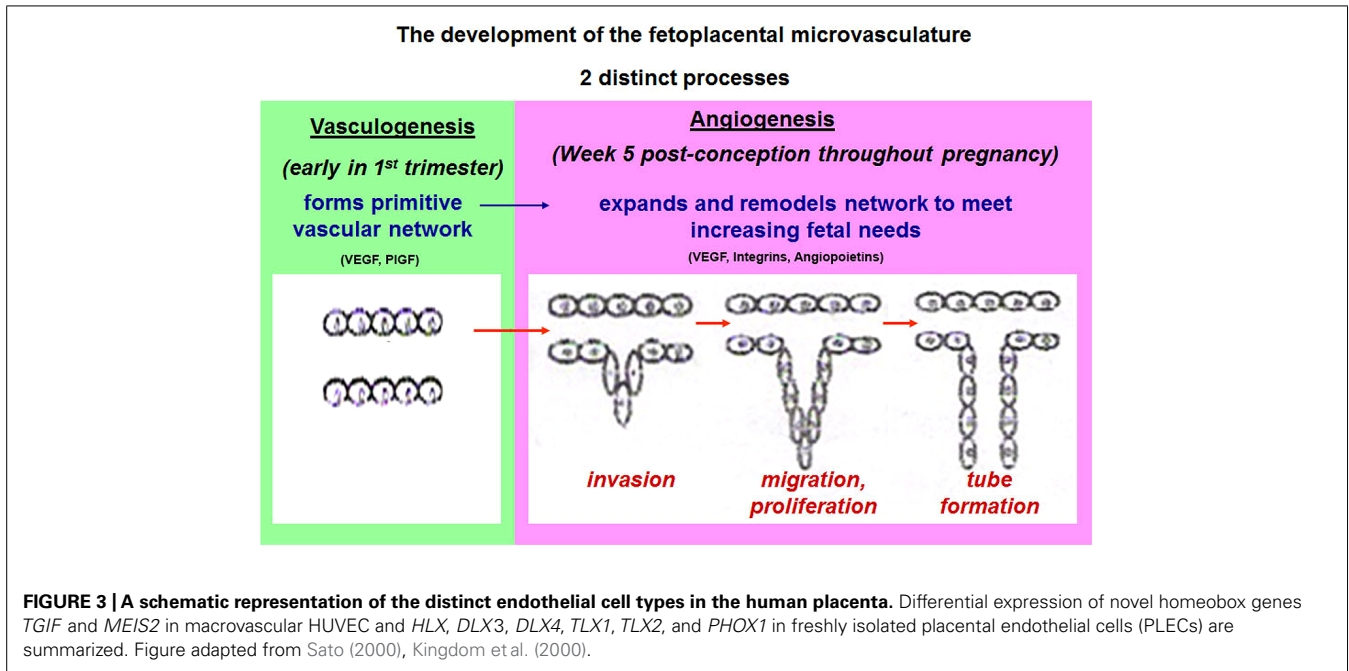 The development of the fetoplacental microvasculature
2 distinct processes
Vasculogenesis
(early in 1st trimester)
forms primitive
vascular network
(VEGF, PlGF)
Angiogenesis
(Week 5 post-conception throughout pregnancy)
expands and remodels network to meet
increasing fetal needs
(VEGF, Integrins, Angiopoietins)
invasion
migration,
proliferation
tube
formation
FIGURE 3 | A schematic representation of the distinct endothelial cell types in the human placenta. Differential expression of novel homeobox genes
TGIF and MEIS2 in macrovascular HUVEC and HLX, DLX3, DLX4, TLX1, TLX2, and PHOX1 in freshly isolated placental endothelial cells (PLECs) are
summarized. Figure adapted from Sato (2000), Kingdom et al. (2000).